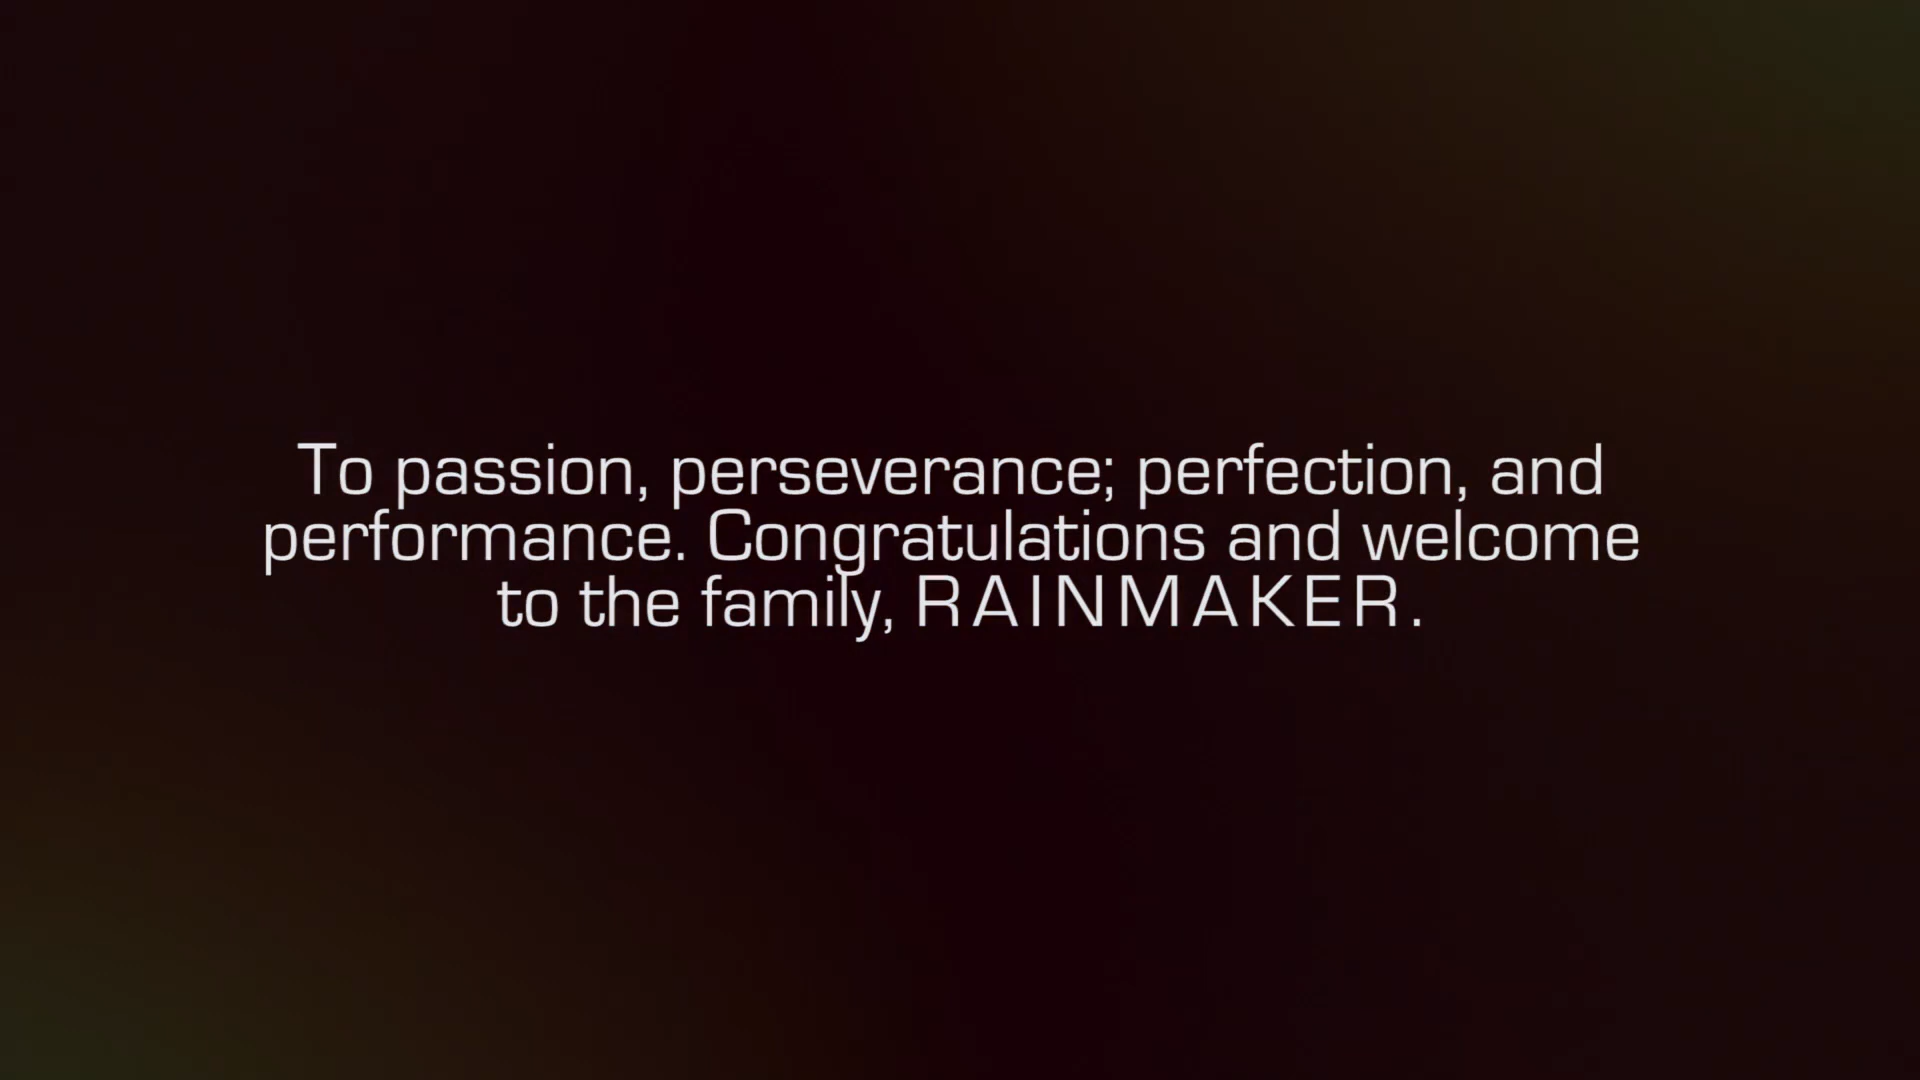 To passion, perseverance; perfection, and
performance. Congratulations and welcome
to the family, RAINMAKER.